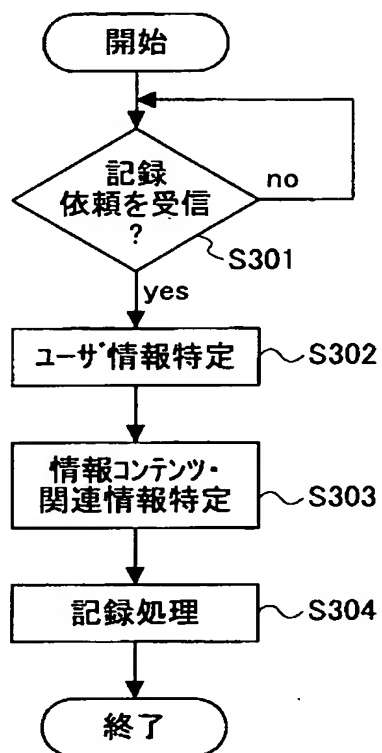 開始
記録
依頼を受信
?
no
S301
yes
ユーザ情報特定
S302
情報コンテンツ・
関連情報特定
S303
記録処理
S304
終了